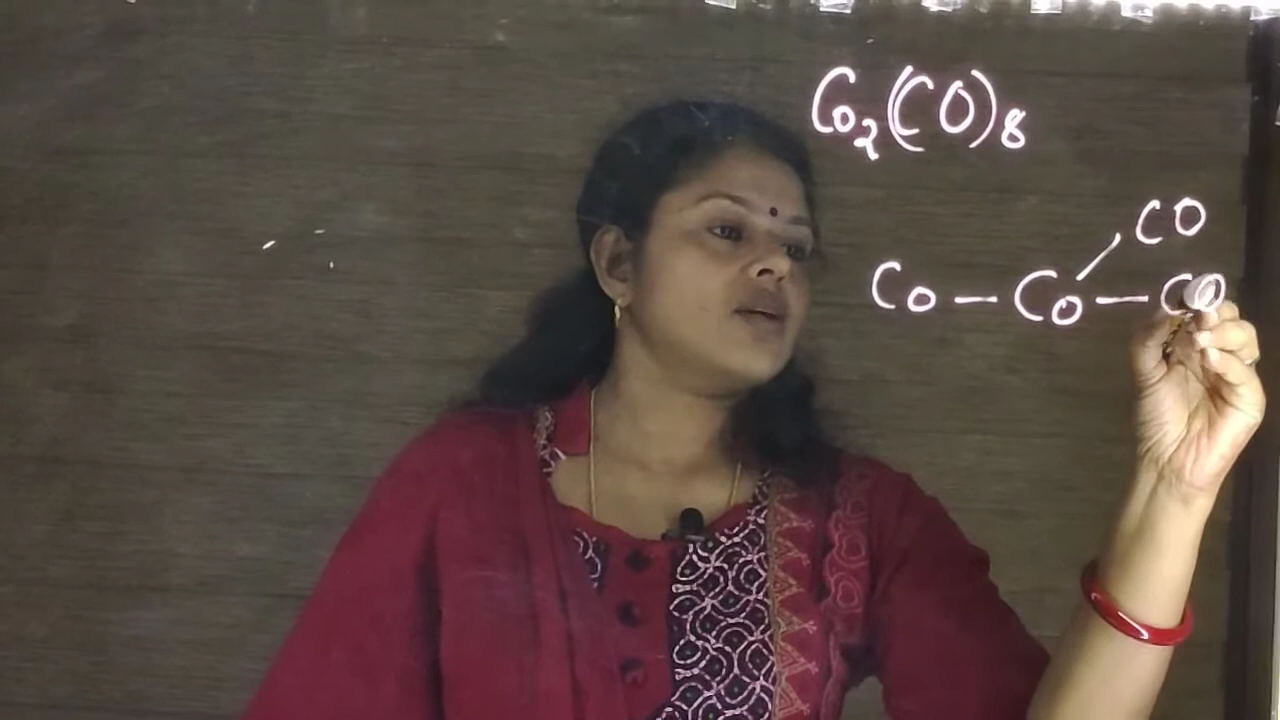 Co₂(CO)₈
CO
Co — Co — CO